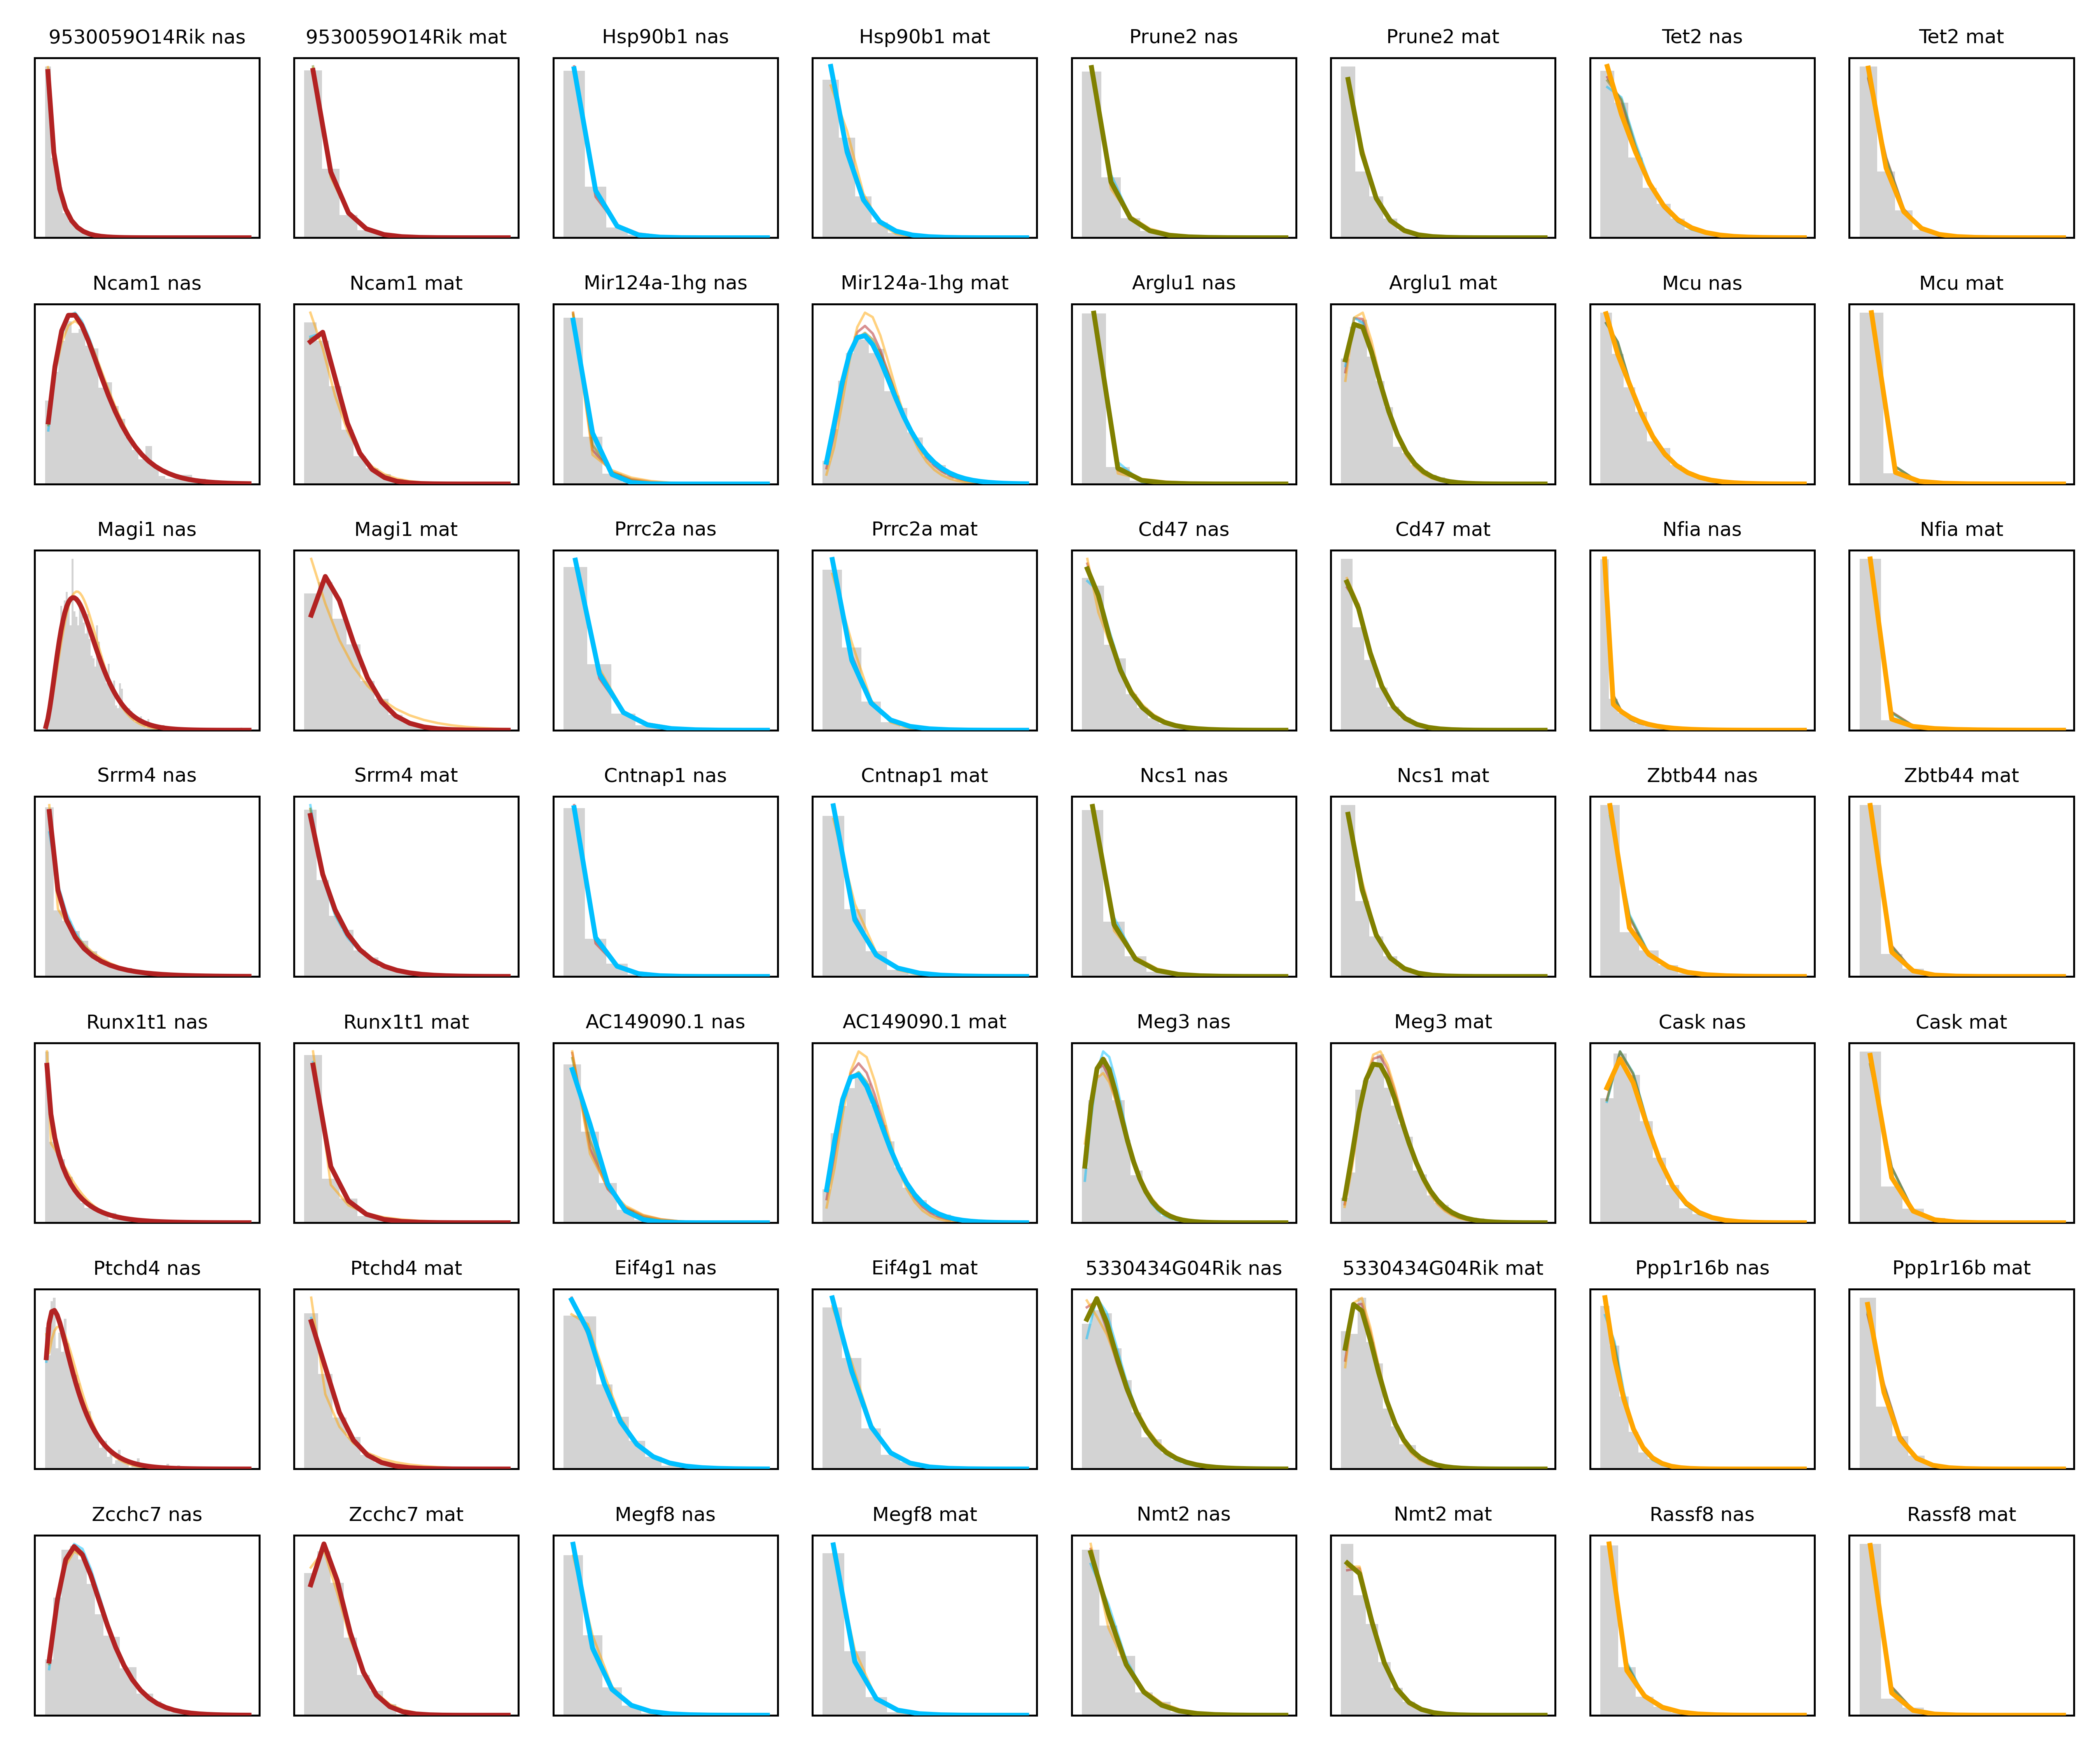 9530059O14Rik nas 9530059O14Rik mat Hsp90b1 nas Hsp90b1 mat Prune2 nas Prune2 mat Tet2 nas Tet2 mat
Ncam1 nas Ncam1 mat Mir124a-1hg nas Mir124a-1hg mat Arglu1 nas Arglu1 mat Mcu nas Mcu mat
Magi1 nas Magi1 mat Prrc2a nas Prrc2a mat Cd47 nas Cd47 mat Nfia nas Nfia mat
Srrm4 nas Srrm4 mat Cntnap1 nas Cntnap1 mat Ncs1 nas Ncs1 mat Zbtb44 nas Zbtb44 mat
Runx1t1 nas Runx1t1 mat AC149090.1 nas AC149090.1 mat Meg3 nas Meg3 mat Cask nas Cask mat
Ptchd4 nas Ptchd4 mat Eif4g1 nas Eif4g1 mat 5330434G04Rik nas 5330434G04Rik mat Ppp1r16b nas Ppp1r16b mat
Zcchc7 nas Zcchc7 mat Megf8 nas Megf8 mat Nmt2 nas Nmt2 mat Rassf8 nas Rassf8 mat